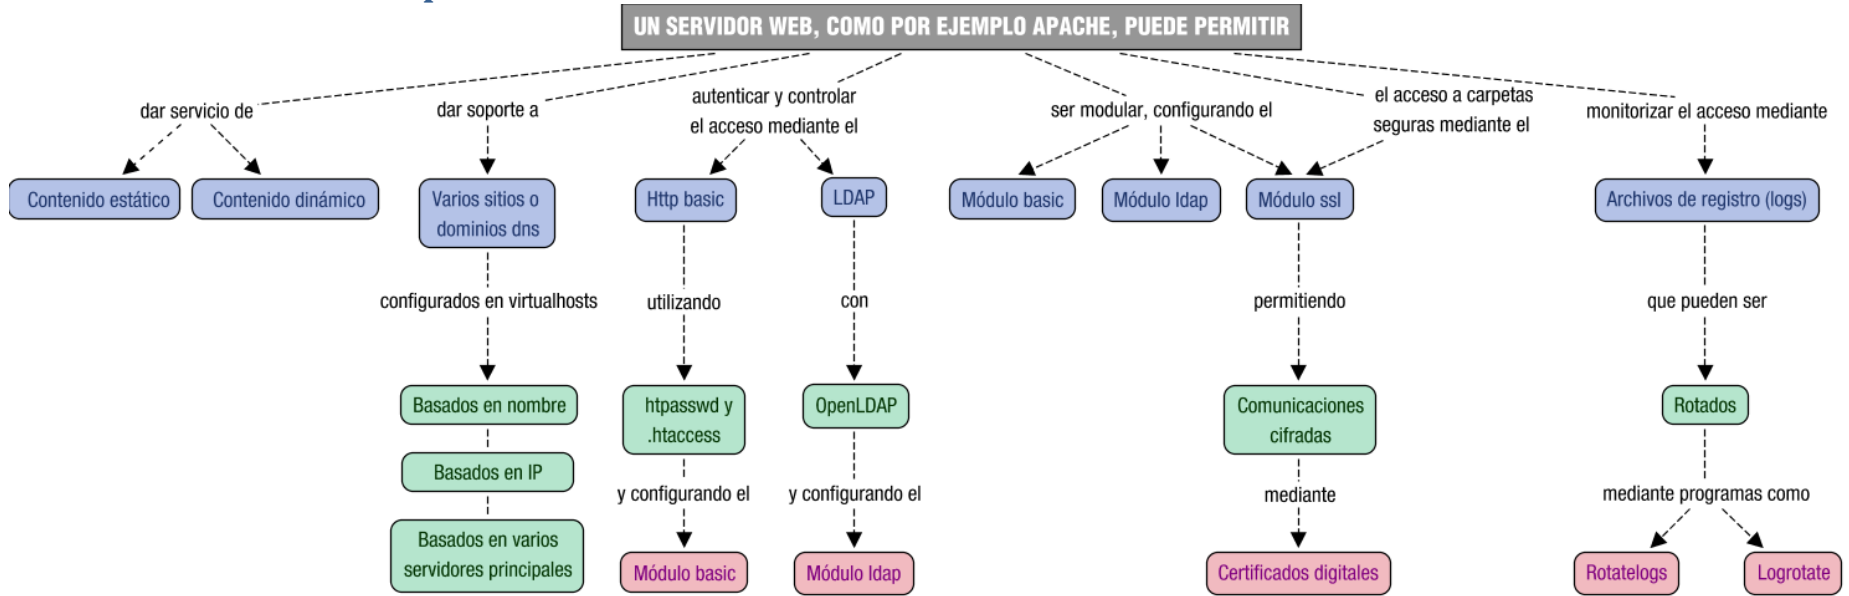 UN SERVIDOR WEB, COMO POR EJEMPLO APACHE, PUEDE PERMITIR
dar servicio de
dar soporte a
autenticar y controlar
el acceso mediante el
ser modular, configurando el
el acceso a carpetas
seguras mediante el
monitorizar el acceso mediante
Contenido estático
Contenido dinámico
Varios sitios o
dominios dns
Http basic
LDAP
Módulo basic
Módulo ldap
Módulo ssl
Archivos de registro (logs)
configurados en virtualhosts
utilizando
con
permitiendo
que pueden ser
Basados en nombre
Basados en IP
Basados en varios
servidores principales
htpasswd y
.htaccess
OpenLDAP
Comunicaciones
cifradas
Rotados
y configurando el
y configurando el
mediante
mediante programas como
Módulo basic
Módulo ldap
Certificados digitales
Rotatelogs
Logrotate